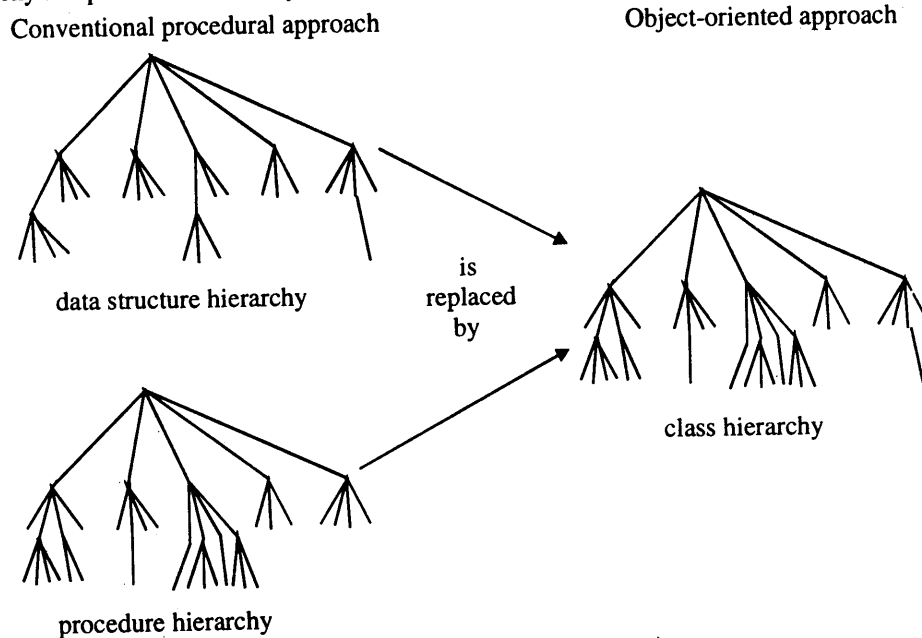 Conventional procedural approach
Object-oriented approach
data structure hierarchy
is
replaced
by
class hierarchy
procedure hierarchy